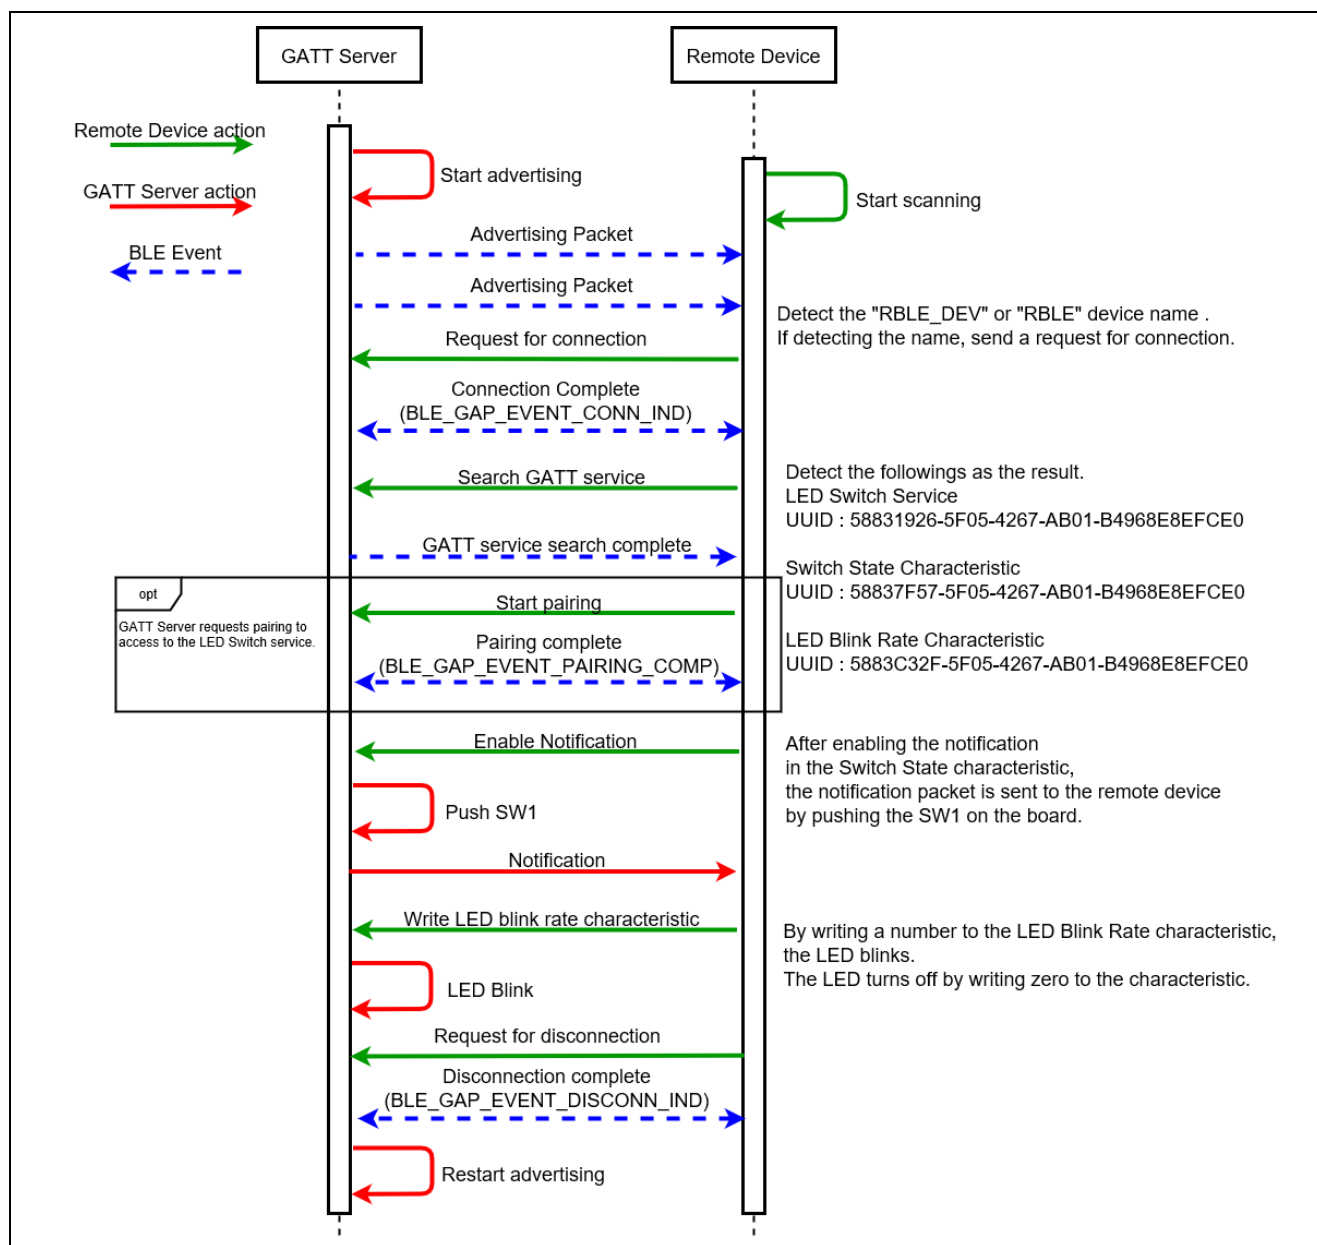 GATT Server
Remote Device
Remote Device action
GATT Server action
BLE Event
Start advertising
Start scanning
Advertising Packet
Advertising Packet
Detect the "RBLE_DEV" or "RBLE" device name .
If detecting the name, send a request for connection.
Request for connection
Connection Complete
(BLE_GAP_EVENT_CONN_IND)
Search GATT service
Detect the followings as the result.
LED Switch Service
UUID : 58831926-5F05-4267-AB01-B4968E8EFCE0
GATT service search complete
Switch State Characteristic
UUID : 58837F57-5F05-4267-AB01-B4968E8EFCE0
opt
GATT Server requests pairing to
access to the LED Switch service.
Start pairing
Pairing complete
(BLE_GAP_EVENT_PAIRING_COMP)
LED Blink Rate Characteristic
UUID : 5883C32F-5F05-4267-AB01-B4968E8EFCE0
Enable Notification
After enabling the notification
in the Switch State characteristic,
the notification packet is sent to the remote device
by pushing the SW1 on the board.
Push SW1
Notification
Write LED blink rate characteristic
By writing a number to the LED Blink Rate characteristic,
the LED blinks.
The LED turns off by writing zero to the characteristic.
LED Blink
Request for disconnection
Disconnection complete
(BLE_GAP_EVENT_DISCONN_IND)
Restart advertising